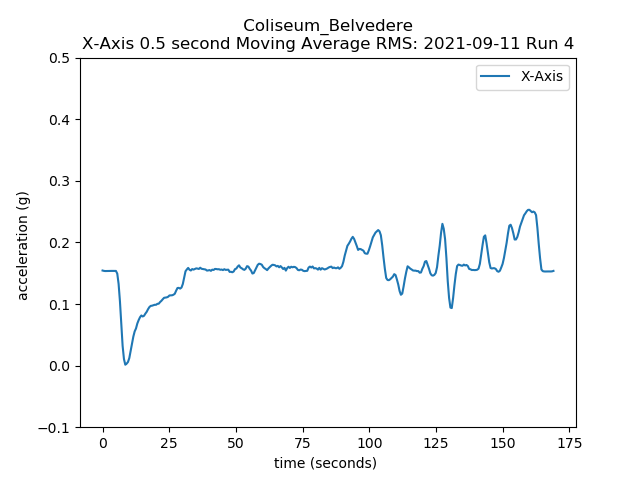 Coliseum_Belvedere
X-Axis 0.5 second Moving Average RMS: 2021-09-11 Run 4
X-Axis
0.5
0.4
0.3
0.2
0.1
0.0
−0.1
acceleration (g)
0 25 50 75 100 125 150 175
time (seconds)